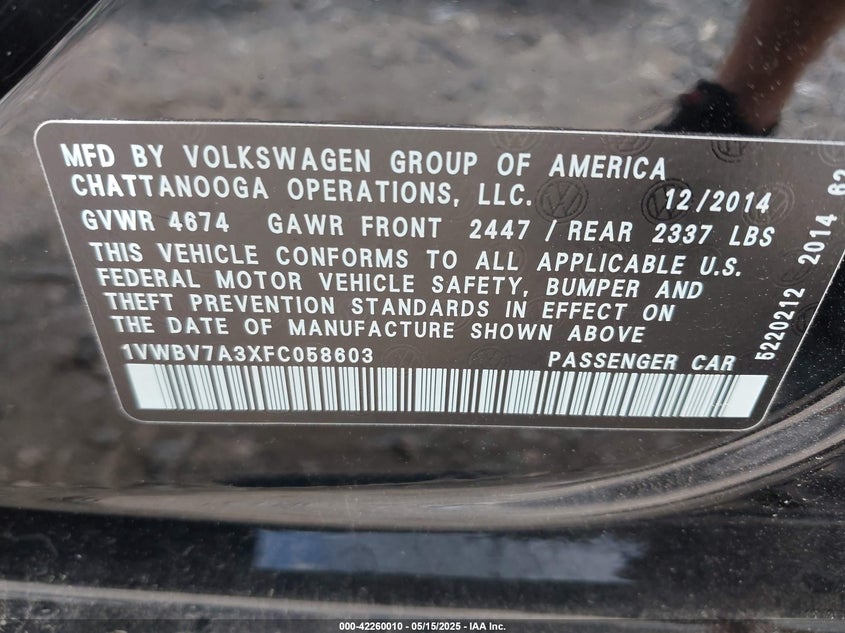 MFD BY VOLKSWAGEN GROUP OF AMERICA
CHATTANOOGA OPERATIONS, LLC. 12/2014
GVWR 4674 GAWR FRONT 2447 / REAR 2337 LBS
THIS VEHICLE CONFORMS TO ALL APPLICABLE U.S.
FEDERAL MOTOR VEHICLE SAFETY, BUMPER AND
THEFT PREVENTION STANDARDS IN EFFECT ON
THE DATE OF MANUFACTURE SHOWN ABOVE
1VWBV7A3XFC058603 PASSENGER CAR
5220212 2014 62
000-42260010 - 05/15/2025 - IAA Inc.